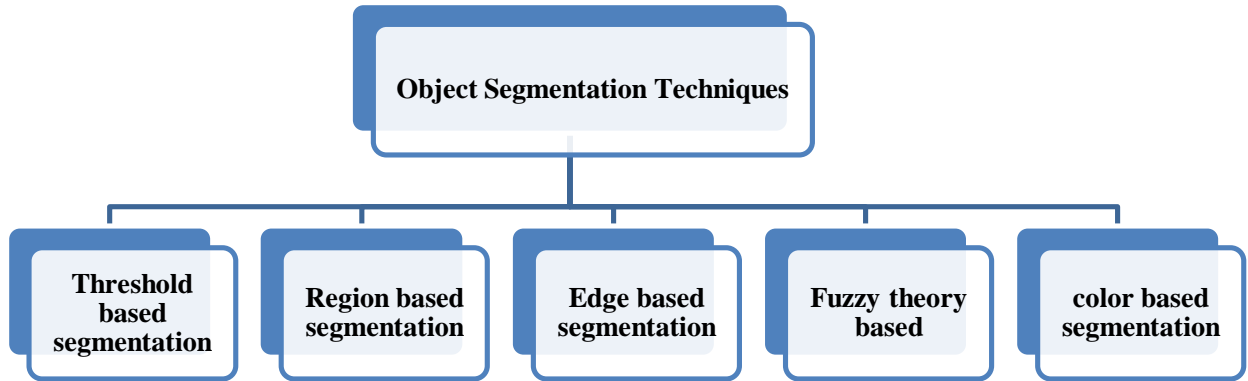 Object Segmentation Techniques
Threshold
based
segmentation
Region based
segmentation
Edge based
segmentation
Fuzzy theory
based
color based
segmentation